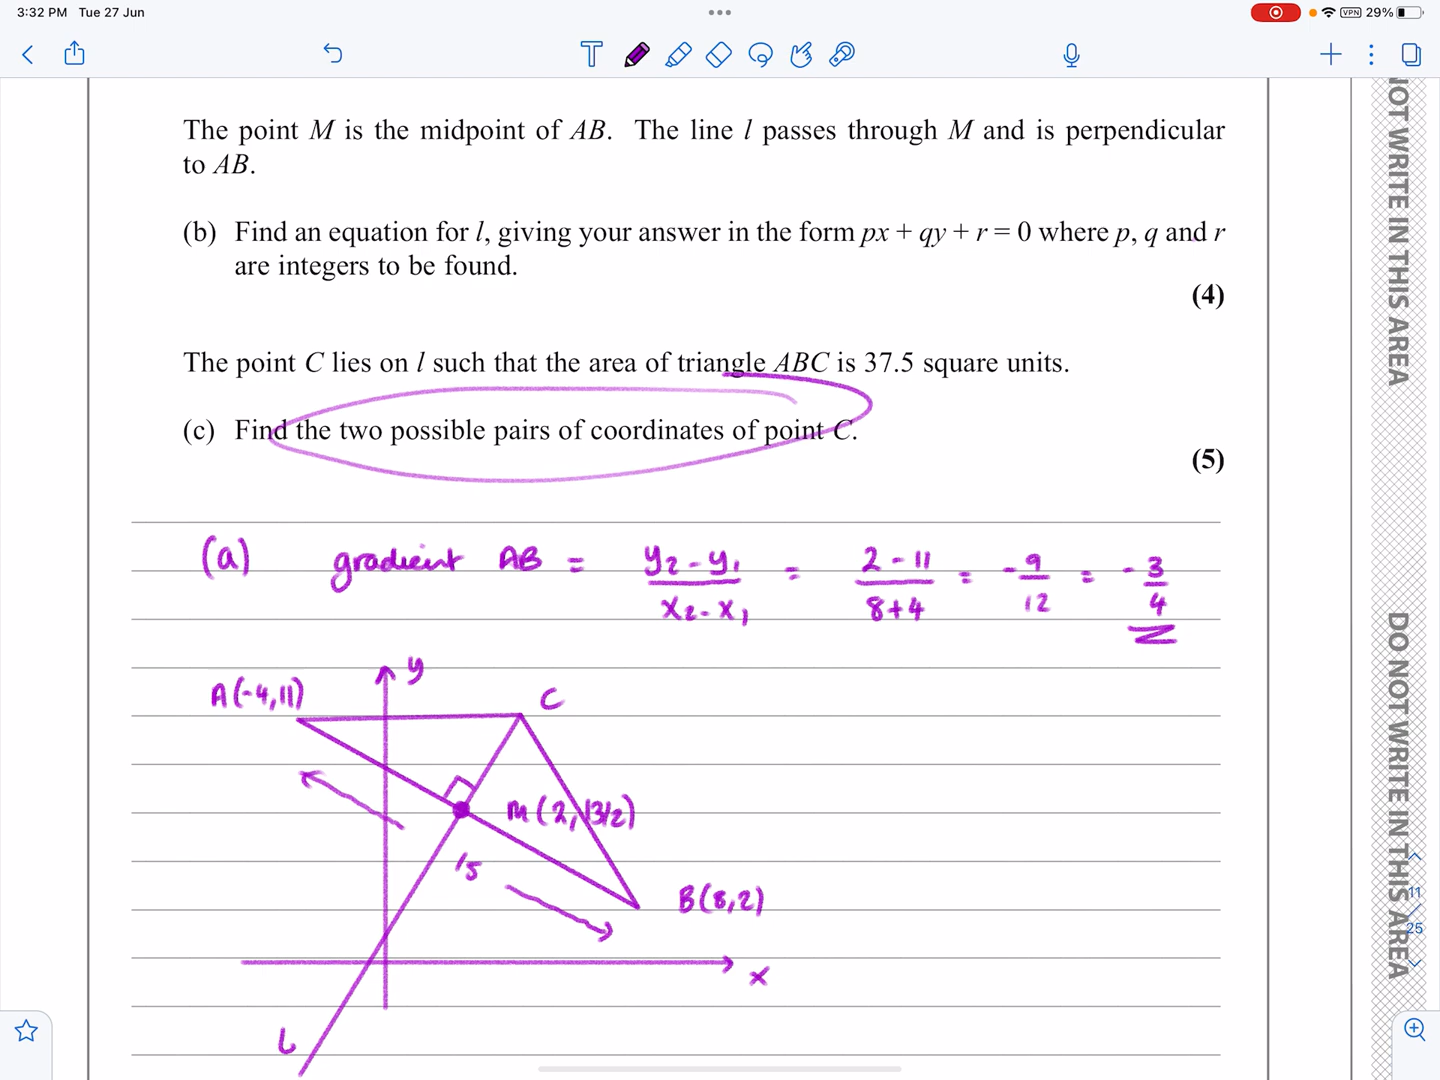 3:32 PM Tue 27 Jun
VPN 29%
The point M is the midpoint of AB. The line l passes through M and is perpendicular
to AB.
(b) Find an equation for l, giving your answer in the form px + qy + r = 0 where p, q and r
are integers to be found.
(4)
The point C lies on l such that the area of triangle ABC is 37.5 square units.
(c) Find the two possible pairs of coordinates of point C.
(5)
(a) gradient AB = y₂ - y₁ / x₂ - x₁ = 2 - 11 / 8 + 4 = - 9/12 = - 3/4
y
A(-4,11)
C
M(2,13/2)
15
B(8,2)
x
L
NOT WRITE IN THIS AREA
DO NOT WRITE IN THIS AREA
11
25